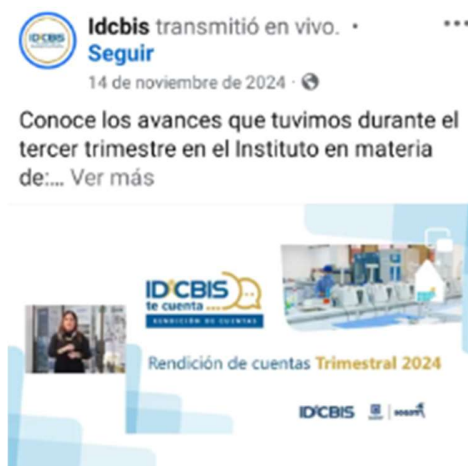 Idcbis transmitió en vivo. ·
Seguir
14 de noviembre de 2024 ·
Conoce los avances que tuvimos durante el
tercer trimestre en el Instituto en materia
de:... Ver más
IDCBIS
te cuenta
RENDICIÓN DE CUENTAS
Rendición de cuentas Trimestral 2024
IDCBIS
BOGOTÁ